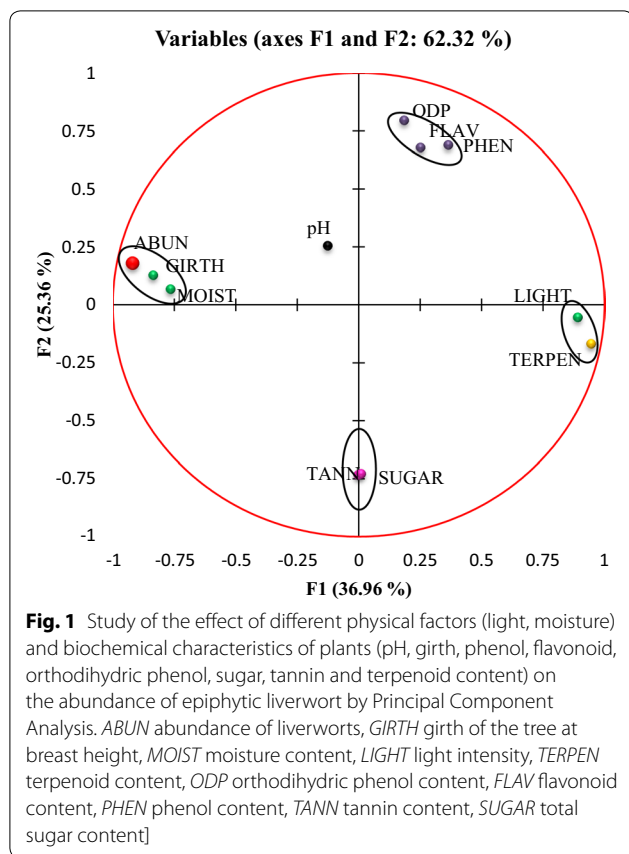 Variables (axes F1 and F2: 62.32 %)
1
ODP
FLAV
PHEN
0.75
0.5
pH
0.25
ABUN
GIRTH
MOIST
0
LIGHT
TERPEN
-0.25
-0.5
TANN
SUGAR
-0.75
-1
F2 (25.36 %)
-1 -0.75 -0.5 -0.25 0 0.25 0.5 0.75 1
F1 (36.96 %)
Fig. 1 Study of the effect of different physical factors (light, moisture)
and biochemical characteristics of plants (pH, girth, phenol, flavonoid,
orthodihydric phenol, sugar, tannin and terpenoid content) on
the abundance of epiphytic liverwort by Principal Component
Analysis. ABUN abundance of liverworts, GIRTH girth of the tree at
breast height, MOIST moisture content, LIGHT light intensity, TERPEN
terpenoid content, ODP orthodihydric phenol content, FLAV flavonoid
content, PHEN phenol content, TANN tannin content, SUGAR total
sugar content]